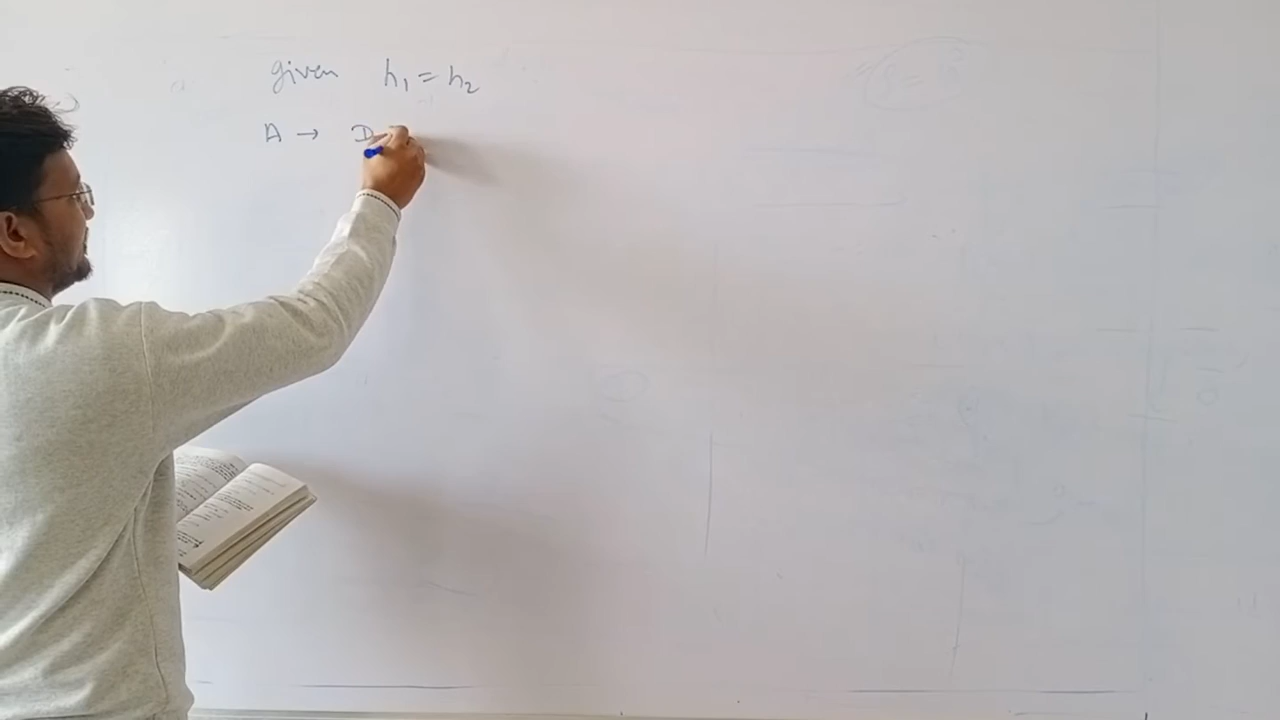 given h₁ = h₂
A → D